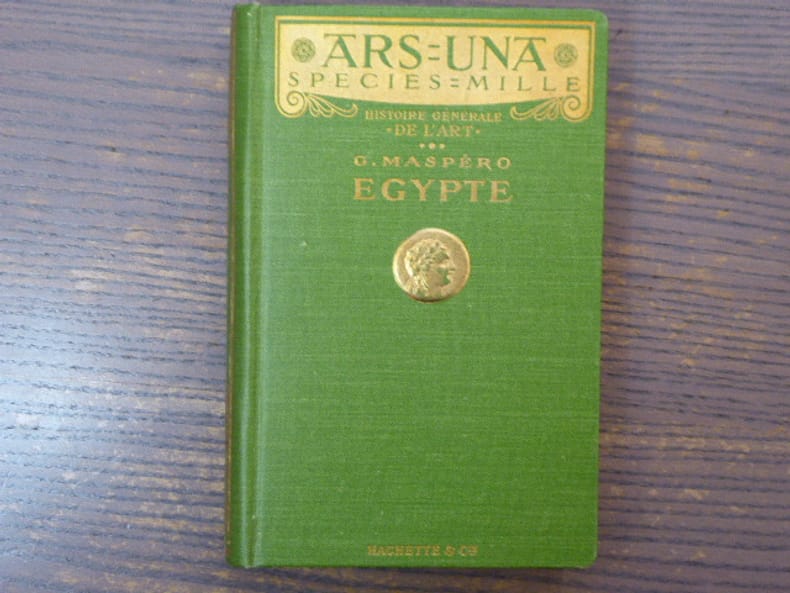 ARS=UNA
SPECIES=MILLE
HISTOIRE GÉNÉRALE
·DE L'ART·
G. MASPÉRO
EGYPTE
HACHETTE & Cie